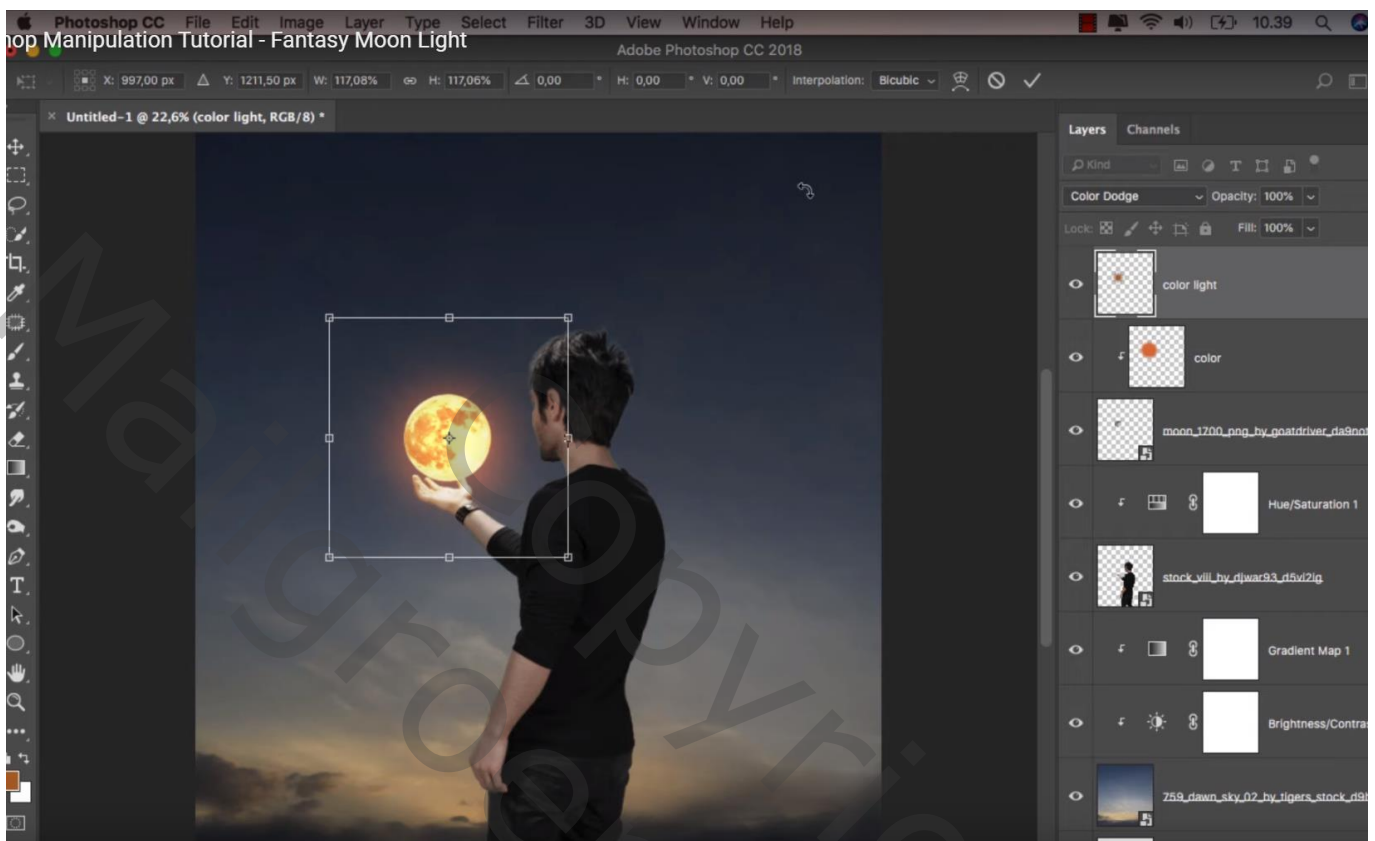 Photoshop CC File Edit Image Layer Type Select Filter 3D View Window Help 10.39
hop Manipulation Tutorial - Fantasy Moon Light
Adobe Photoshop CC 2018
X: 997,00 px Y: 1211,50 px W: 117,08% H: 117,06% 0,00 ° H: 0,00 ° V: 0,00 ° Interpolation: Bicubic
× Untitled-1 @ 22,6% (color light, RGB/8) *
Layers Channels
Kind
Color Dodge Opacity: 100%
Lock: Fill: 100%
color light
color
moon_1700_png_by_goatdriver_da9not
Hue/Saturation 1
stock_viii_by_djwar93_d5vi2ig
Gradient Map 1
Brightness/Contra
759_dawn_sky_02_by_tigers_stock_d9